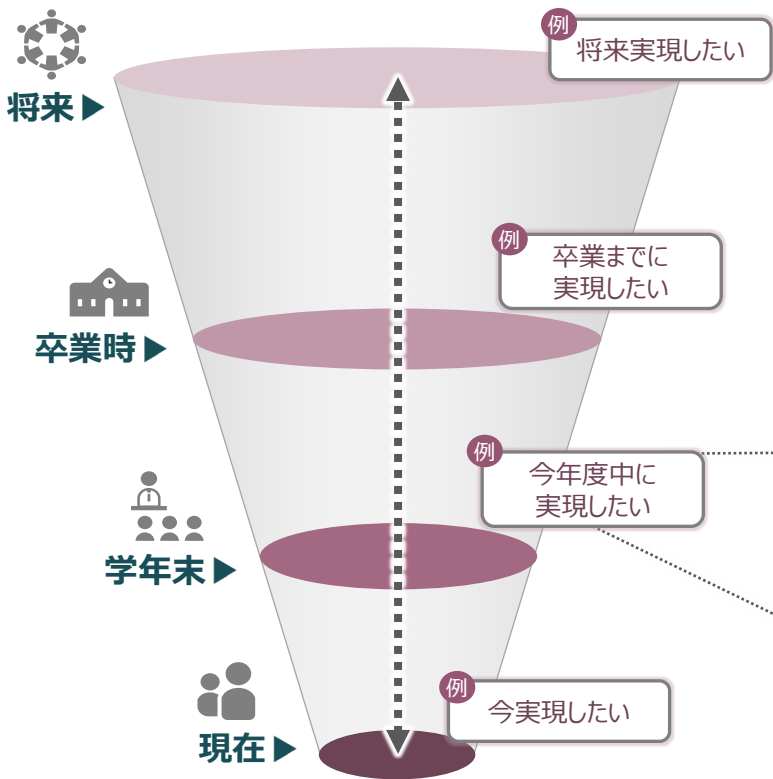 例
将来実現したい
将来▶
例
卒業までに
実現したい
卒業時▶
例
今年度中に
実現したい
学年末▶
例
今実現したい
現在▶